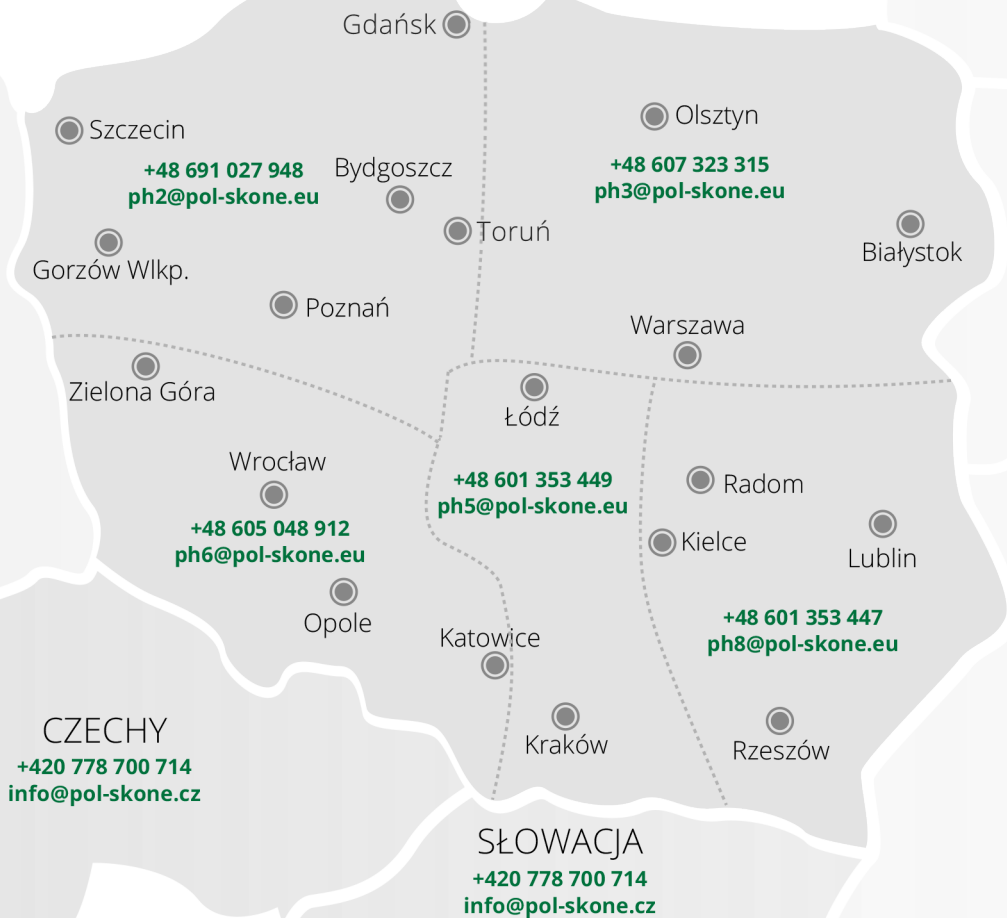 Gdańsk
Olsztyn
Szczecin
+48 691 027 948
ph2@pol-skone.eu
Bydgoszcz
+48 607 323 315
ph3@pol-skone.eu
Toruń
Białystok
Gorzów Wlkp.
Poznań
Warszawa
Zielona Góra
Łódź
Wrocław
+48 605 048 912
ph6@pol-skone.eu
+48 601 353 449
ph5@pol-skone.eu
Radom
Kielce
Lublin
Opole
Katowice
+48 601 353 447
ph8@pol-skone.eu
Kraków
Rzeszów
CZECHY
+420 778 700 714
info@pol-skone.cz
SŁOWACJA
+420 778 700 714
info@pol-skone.cz